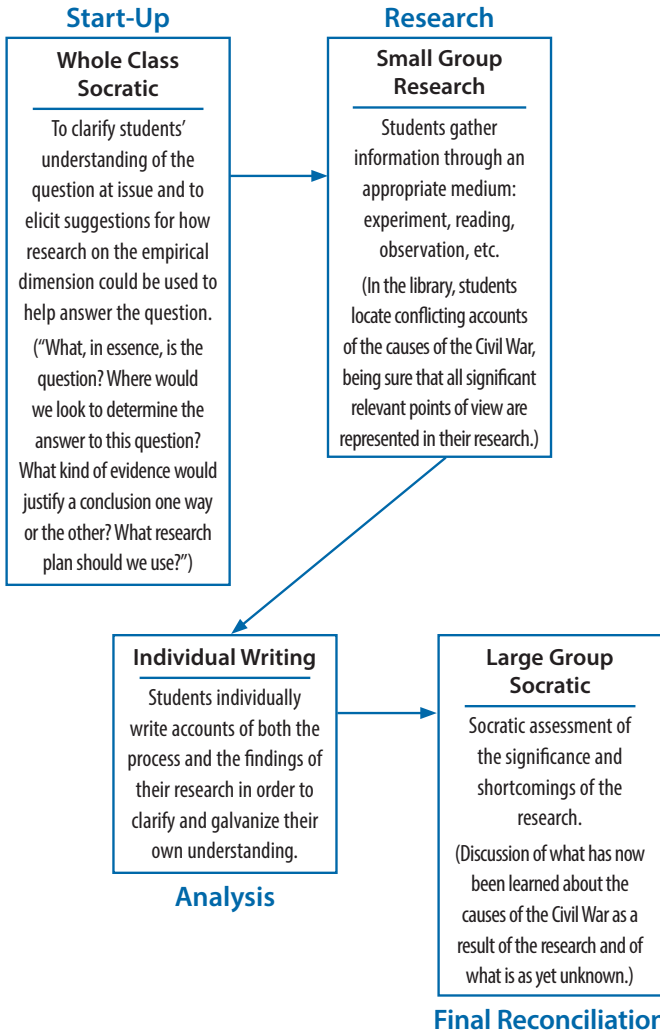 Start-Up
Whole Class
Socratic
To clarify students’
understanding of the
question at issue and to
elicit suggestions for how
research on the empirical
dimension could be used to
help answer the question.
(“What, in essence, is the
question? Where would
we look to determine the
answer to this question?
What kind of evidence would
justify a conclusion one way
or the other? What research
plan should we use?”)
Research
Small Group
Research
Students gather
information through an
appropriate medium:
experiment, reading,
observation, etc.
(In the library, students
locate conflicting accounts
of the causes of the Civil War,
being sure that all significant
relevant points of view are
represented in their research.)
Individual Writing
Students individually
write accounts of both the
process and the findings of
their research in order to
clarify and galvanize their
own understanding.
Analysis
Large Group
Socratic
Socratic assessment of
the significance and
shortcomings of the
research.
(Discussion of what has now
been learned about the
causes of the Civil War as a
result of the research and of
what is as yet unknown.)
Final Reconciliation